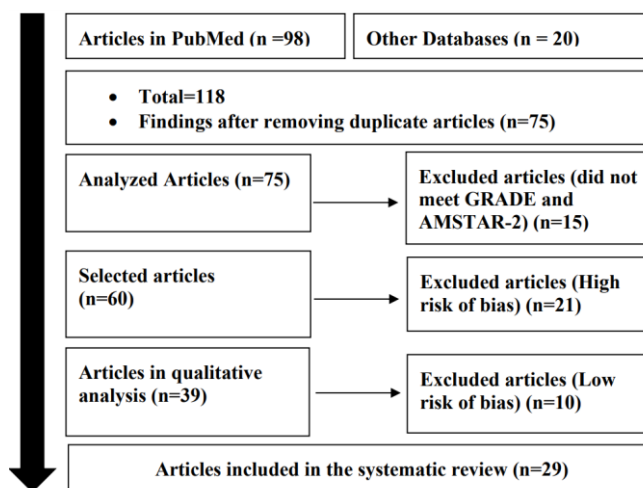 Articles in PubMed (n =98)
Other Databases (n = 20)
• Total=118
• Findings after removing duplicate articles (n=75)
Analyzed Articles (n=75)
Excluded articles (did not
meet GRADE and
AMSTAR-2) (n=15)
Selected articles
(n=60)
Excluded articles (High
risk of bias) (n=21)
Articles in qualitative
analysis (n=39)
Excluded articles (Low
risk of bias) (n=10)
Articles included in the systematic review (n=29)